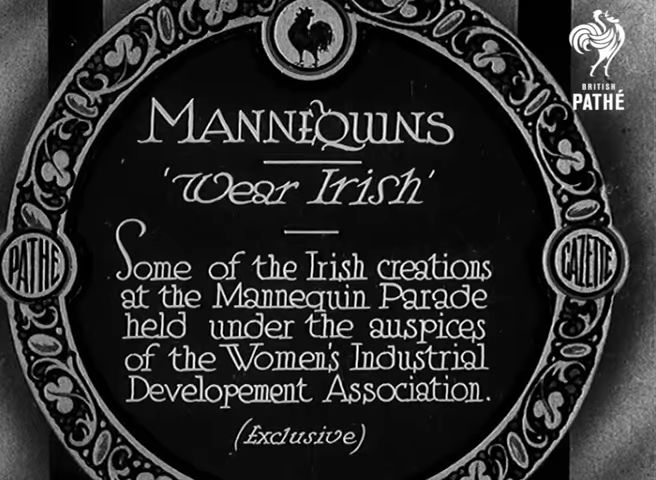 BRITISH
PATHÉ
MANNEQUINS
'Wear Irish'
PATHE
GAZETTE
Some of the Irish creations
at the Mannequin Parade
held under the auspices
of the Women's Industrial
Developement Association.
(Exclusive)